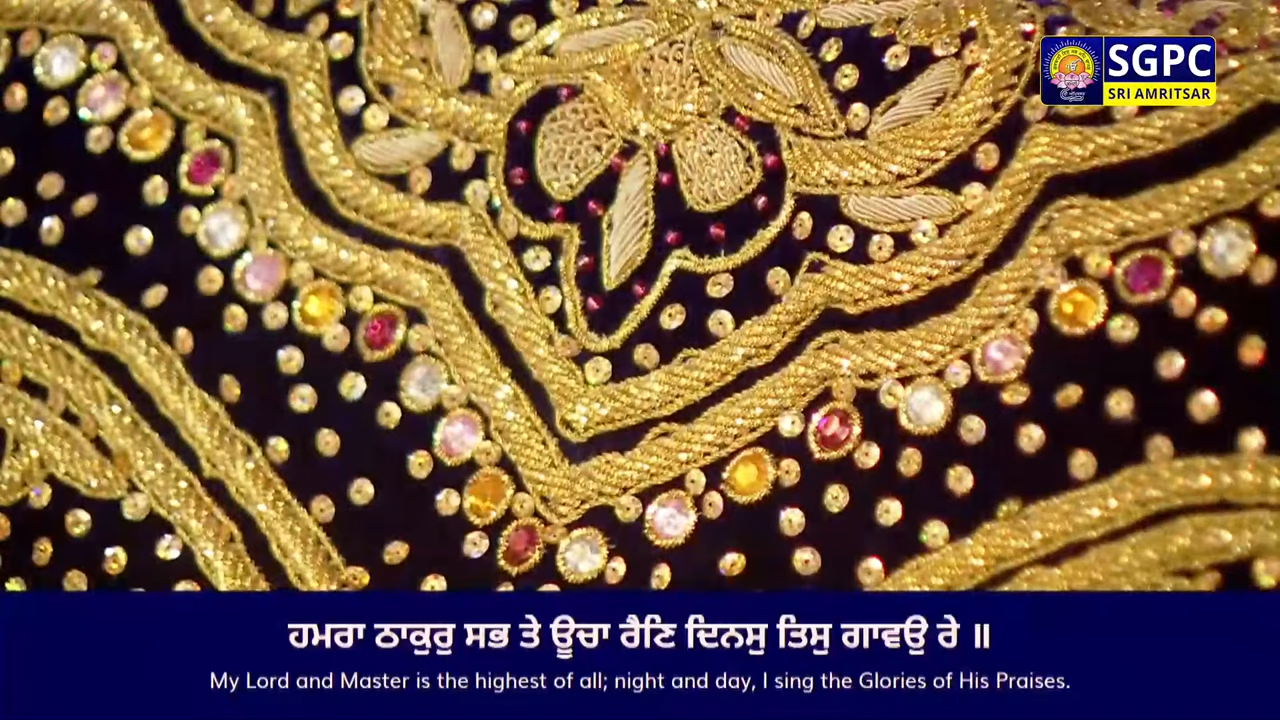 SGPC
SRI AMRITSAR
ਹਮਰਾ ਠਾਕੁਰੁ ਸਭ ਤੇ ਊਚਾ ਰੈਣਿ ਦਿਨਸੁ ਤਿਸੁ ਗਾਵਉ ਰੇ ॥
My Lord and Master is the highest of all; night and day, I sing the Glories of His Praises.